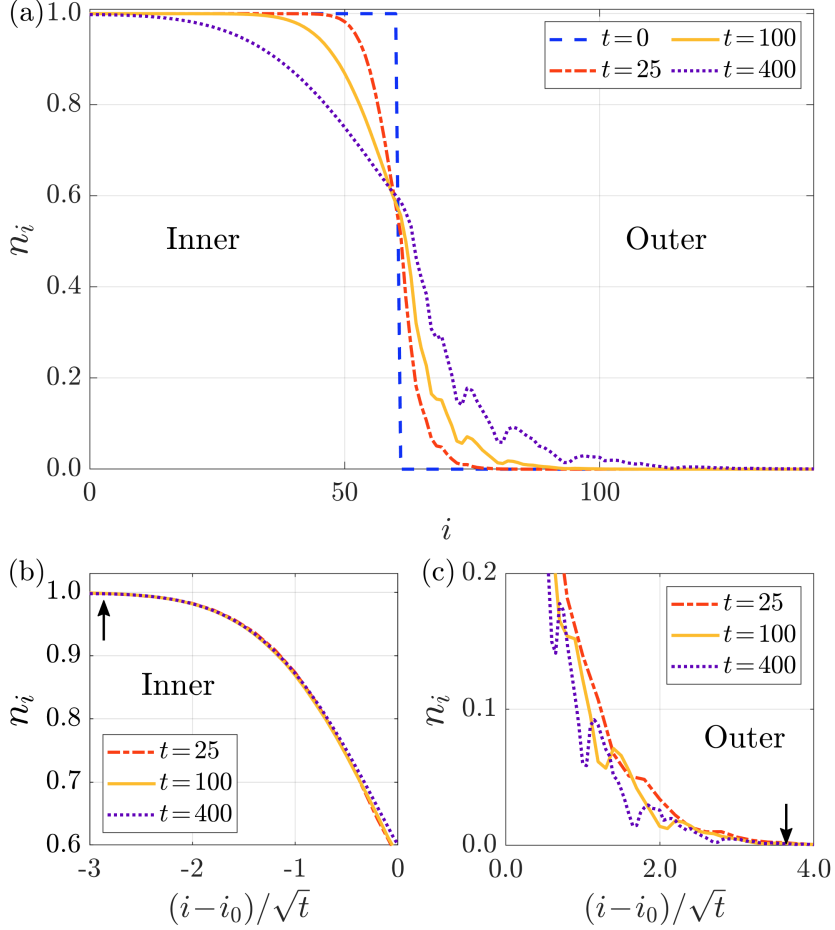 (a)
1.0
0.8
0.6
0.4
0.2
0.0
n_i
t=0
t=100
t=25
t=400
Inner
Outer
0
50
100
i
(b)
1.0
0.9
0.8
0.7
0.6
n_i
Inner
t=25
t=100
t=400
-3
-2
-1
0
(i−i_0)/√t
(c)
0.2
0.1
0.0
n_i
t=25
t=100
t=400
Outer
0.0
2.0
4.0
(i−i_0)/√t